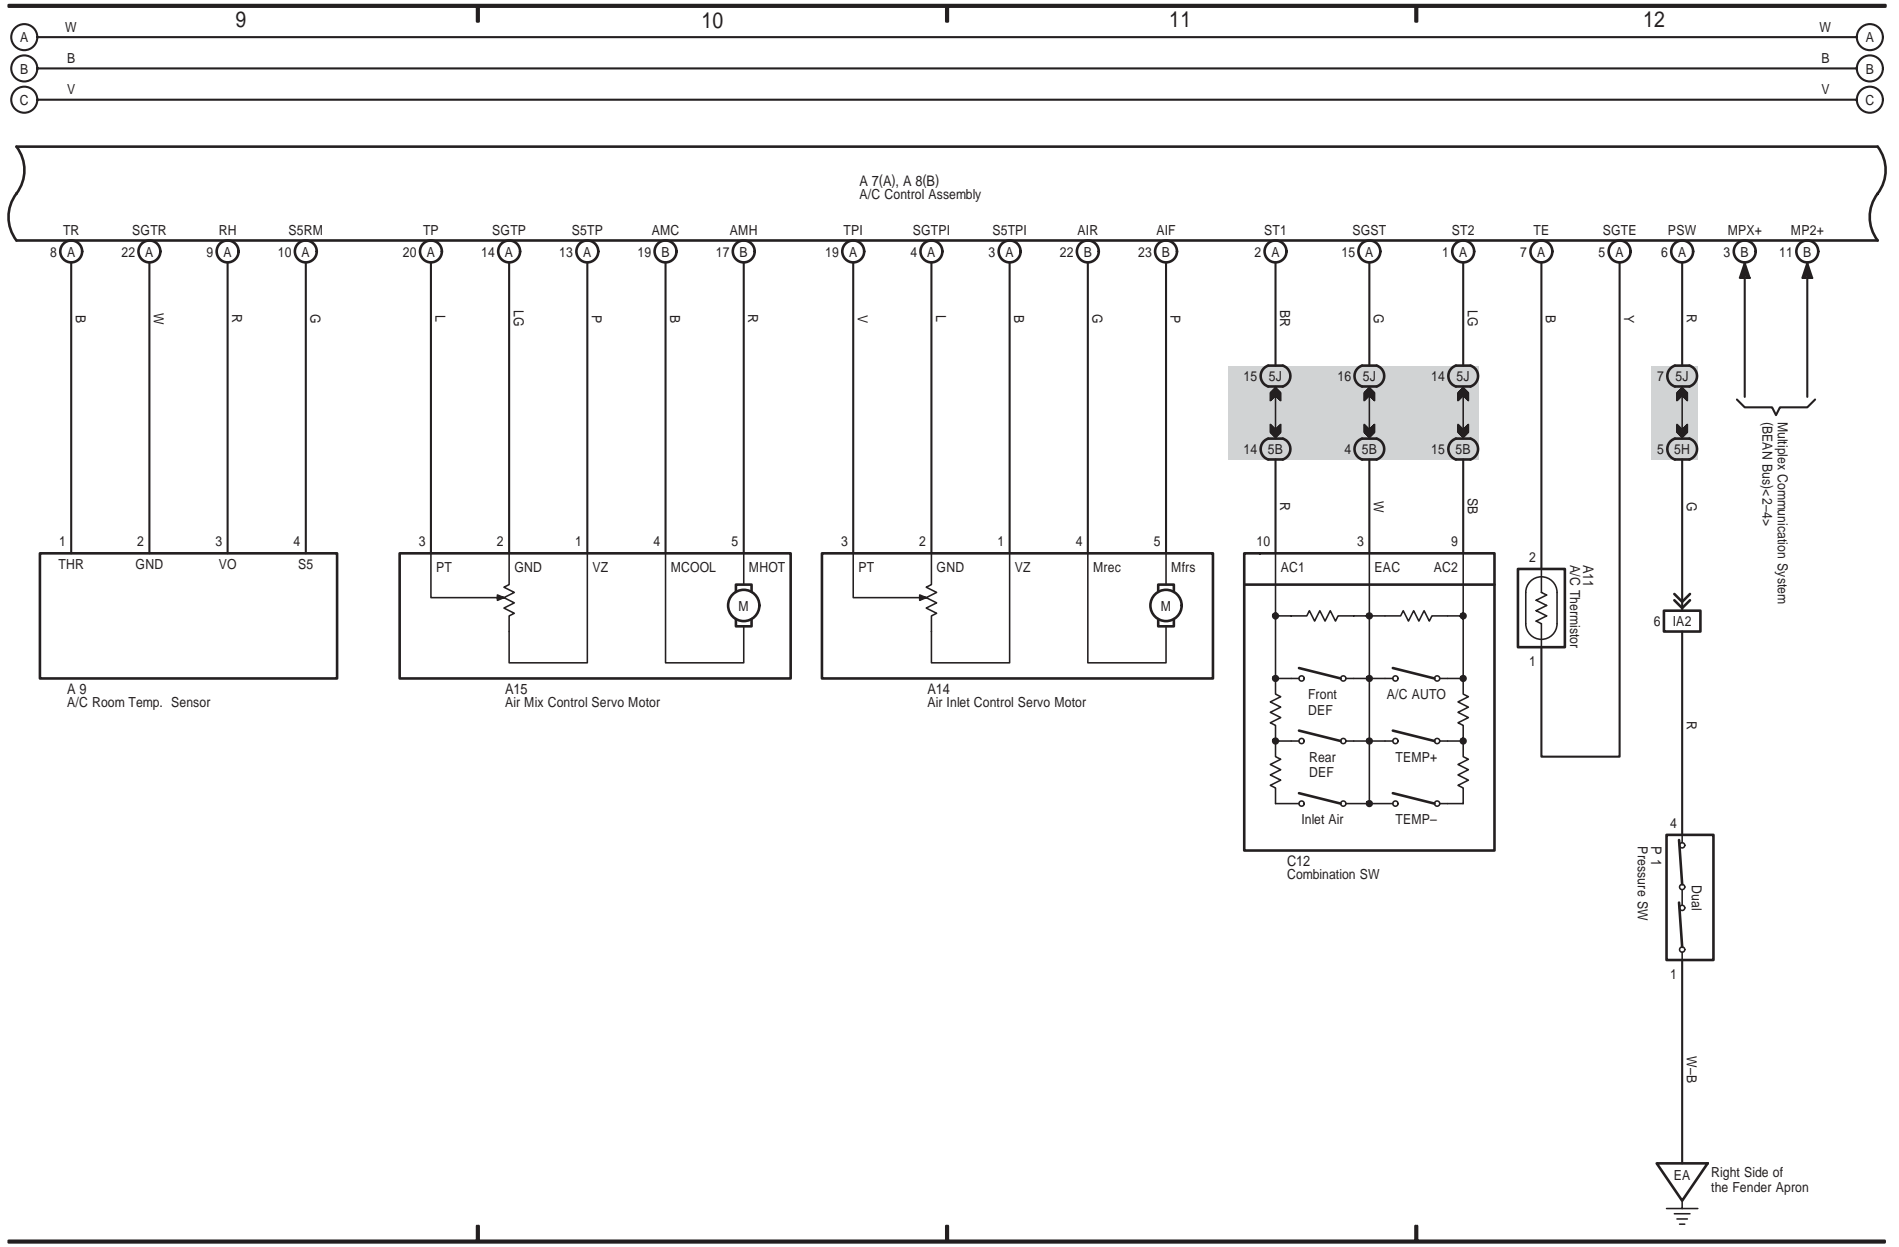 9 10 11 12
A W W A
B B B B
C V V C
A 7(A), A 8(B)
A/C Control Assembly
TR SGTR RH S5RM TP SGTP S5TP AMC AMH TPI SGTPI S5TPI AIR AIF ST1 SGST ST2 TE SGTE PSW MPX+ MP2+
8 A 22 A 9 A 10 A 20 A 14 A 13 A 19 B 17 B 19 A 4 A 3 A 22 B 23 B 2 A 15 A 1 A 7 A 5 A 6 A 3 B 11 B
B W R G L LG P B R V L B G P BR G LG B Y R
15 5J 16 5J 14 5J 7 5J
14 5B 4 5B 15 5B 5 5H
Multiplex Communication System
(BEAN Bus)<2–4>
R W SB G
1 2 3 4 3 2 1 4 5 3 2 1 4 5 10 3 9 2
THR GND VO S5 PT GND VZ MCOOL MHOT PT GND VZ Mrec Mfrs AC1 EAC AC2
A11
A/C Thermistor
M M
6 IA2
1
A 9
A/C Room Temp. Sensor
A15
Air Mix Control Servo Motor
A14
Air Inlet Control Servo Motor
Front
DEF
A/C AUTO
R
Rear
DEF
TEMP+
Inlet Air TEMP–
4
C12
Combination SW
P 1
Pressure SW
Dual
1
W–B
EA
Right Side of
the Fender Apron